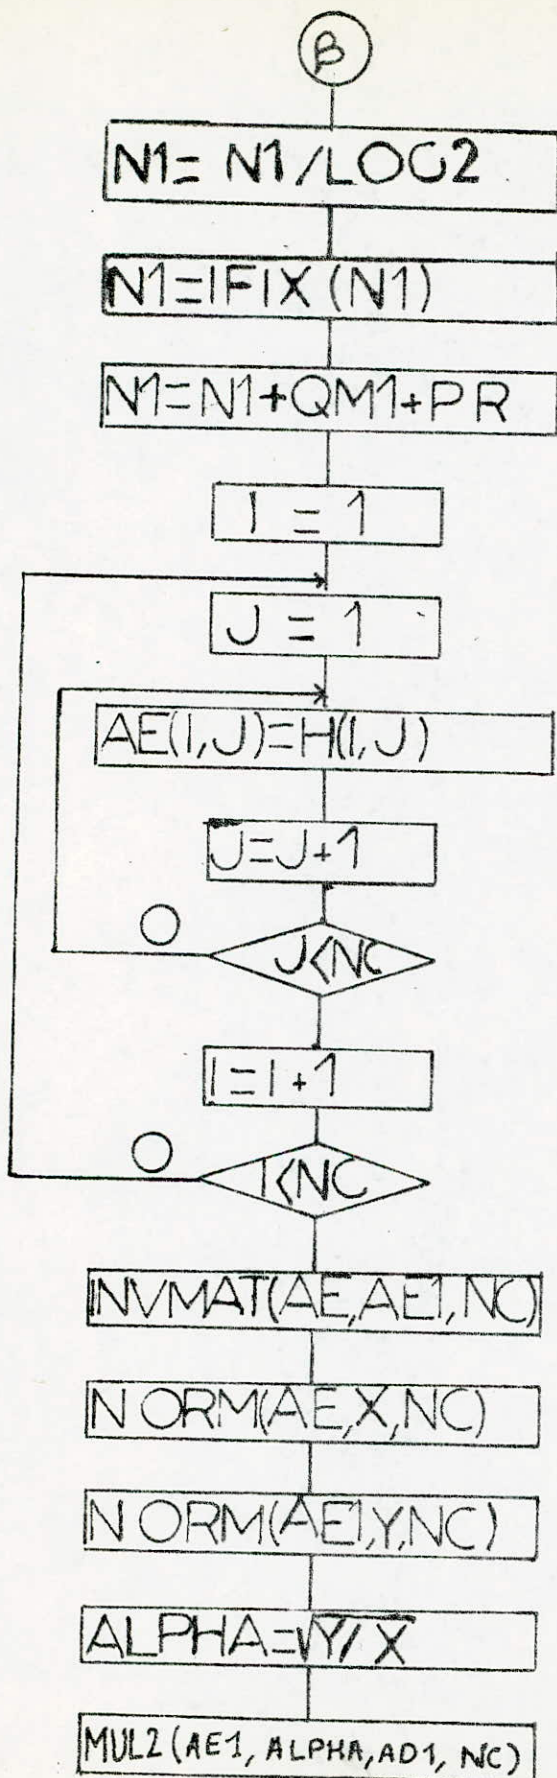 β
N1= N1/LOG2
N1=IFIX(N1)
N1=N1+QM1+PR
I = 1
J = 1
AE(I,J)=H(I,J)
J=J+1
O
J<NC
I=I+1
O
I<NC
INVMAT(AE,AE1,NC)
NORM(AE,X,NC)
NORM(AE1,Y,NC)
ALPHA=√Y/X
MUL2(AE1, ALPHA, AD1, NC)